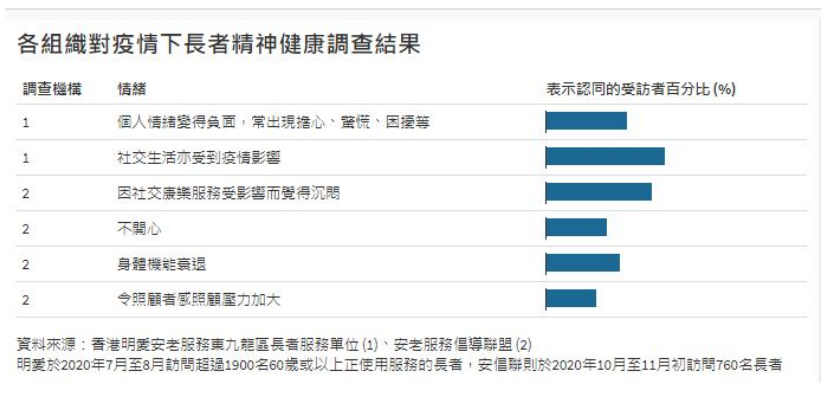 各組織對疫情下長者精神健康調查結果
調查機構 情緒 表示認同的受訪者百分比 (%)
1 個人情緒變得負面，常出現擔心、驚慌、困擾等
1 社交生活亦受到疫情影響
2 因社交康樂服務受影響而覺得沉悶
2 不開心
2 身體機能衰退
2 令照顧者感照顧壓力加大
資料來源：香港明愛安老服務東九龍區長者服務單位 (1)、安老服務倡導聯盟 (2)
明愛於2020年7月至8月訪問超過1900名60歲或以上正使用服務的長者，安倡聯則於2020年10月至11月初訪問760名長者